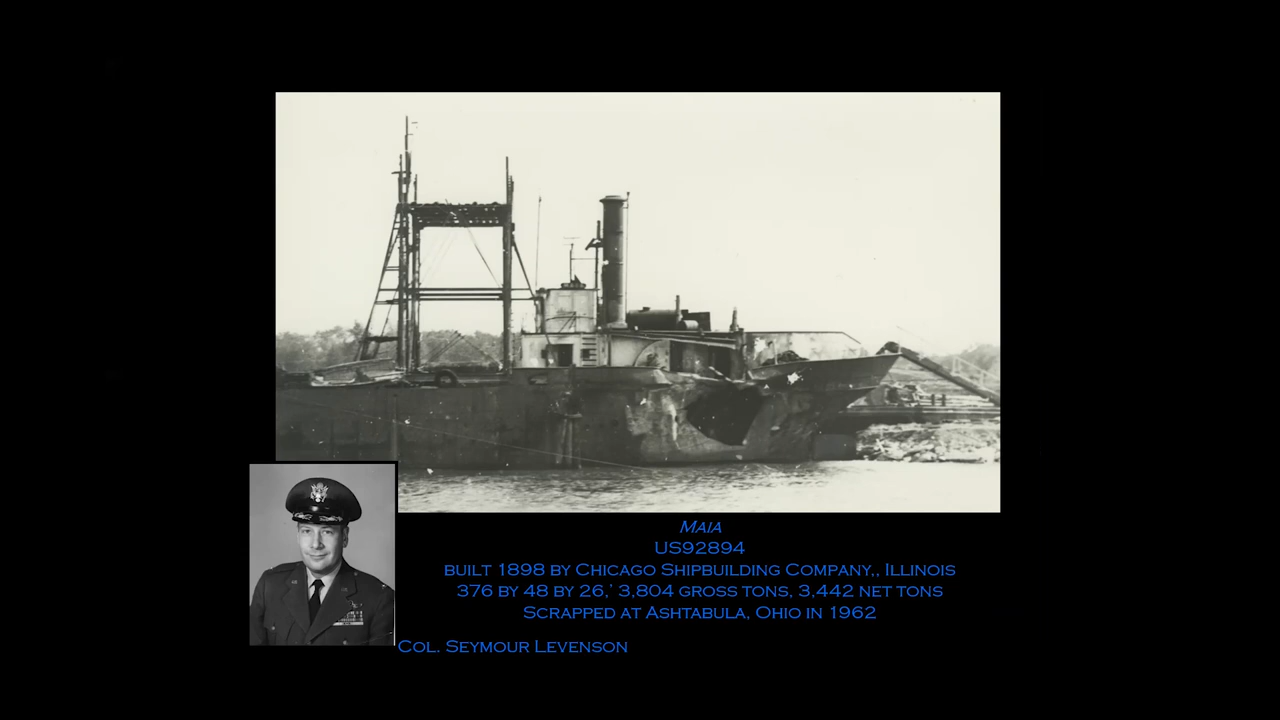 Maia
US92894
built 1898 by Chicago Shipbuilding Company,, Illinois
376 by 48 by 26,' 3,804 gross tons, 3,442 net tons
Scrapped at Ashtabula, Ohio in 1962
Col. Seymour Levenson